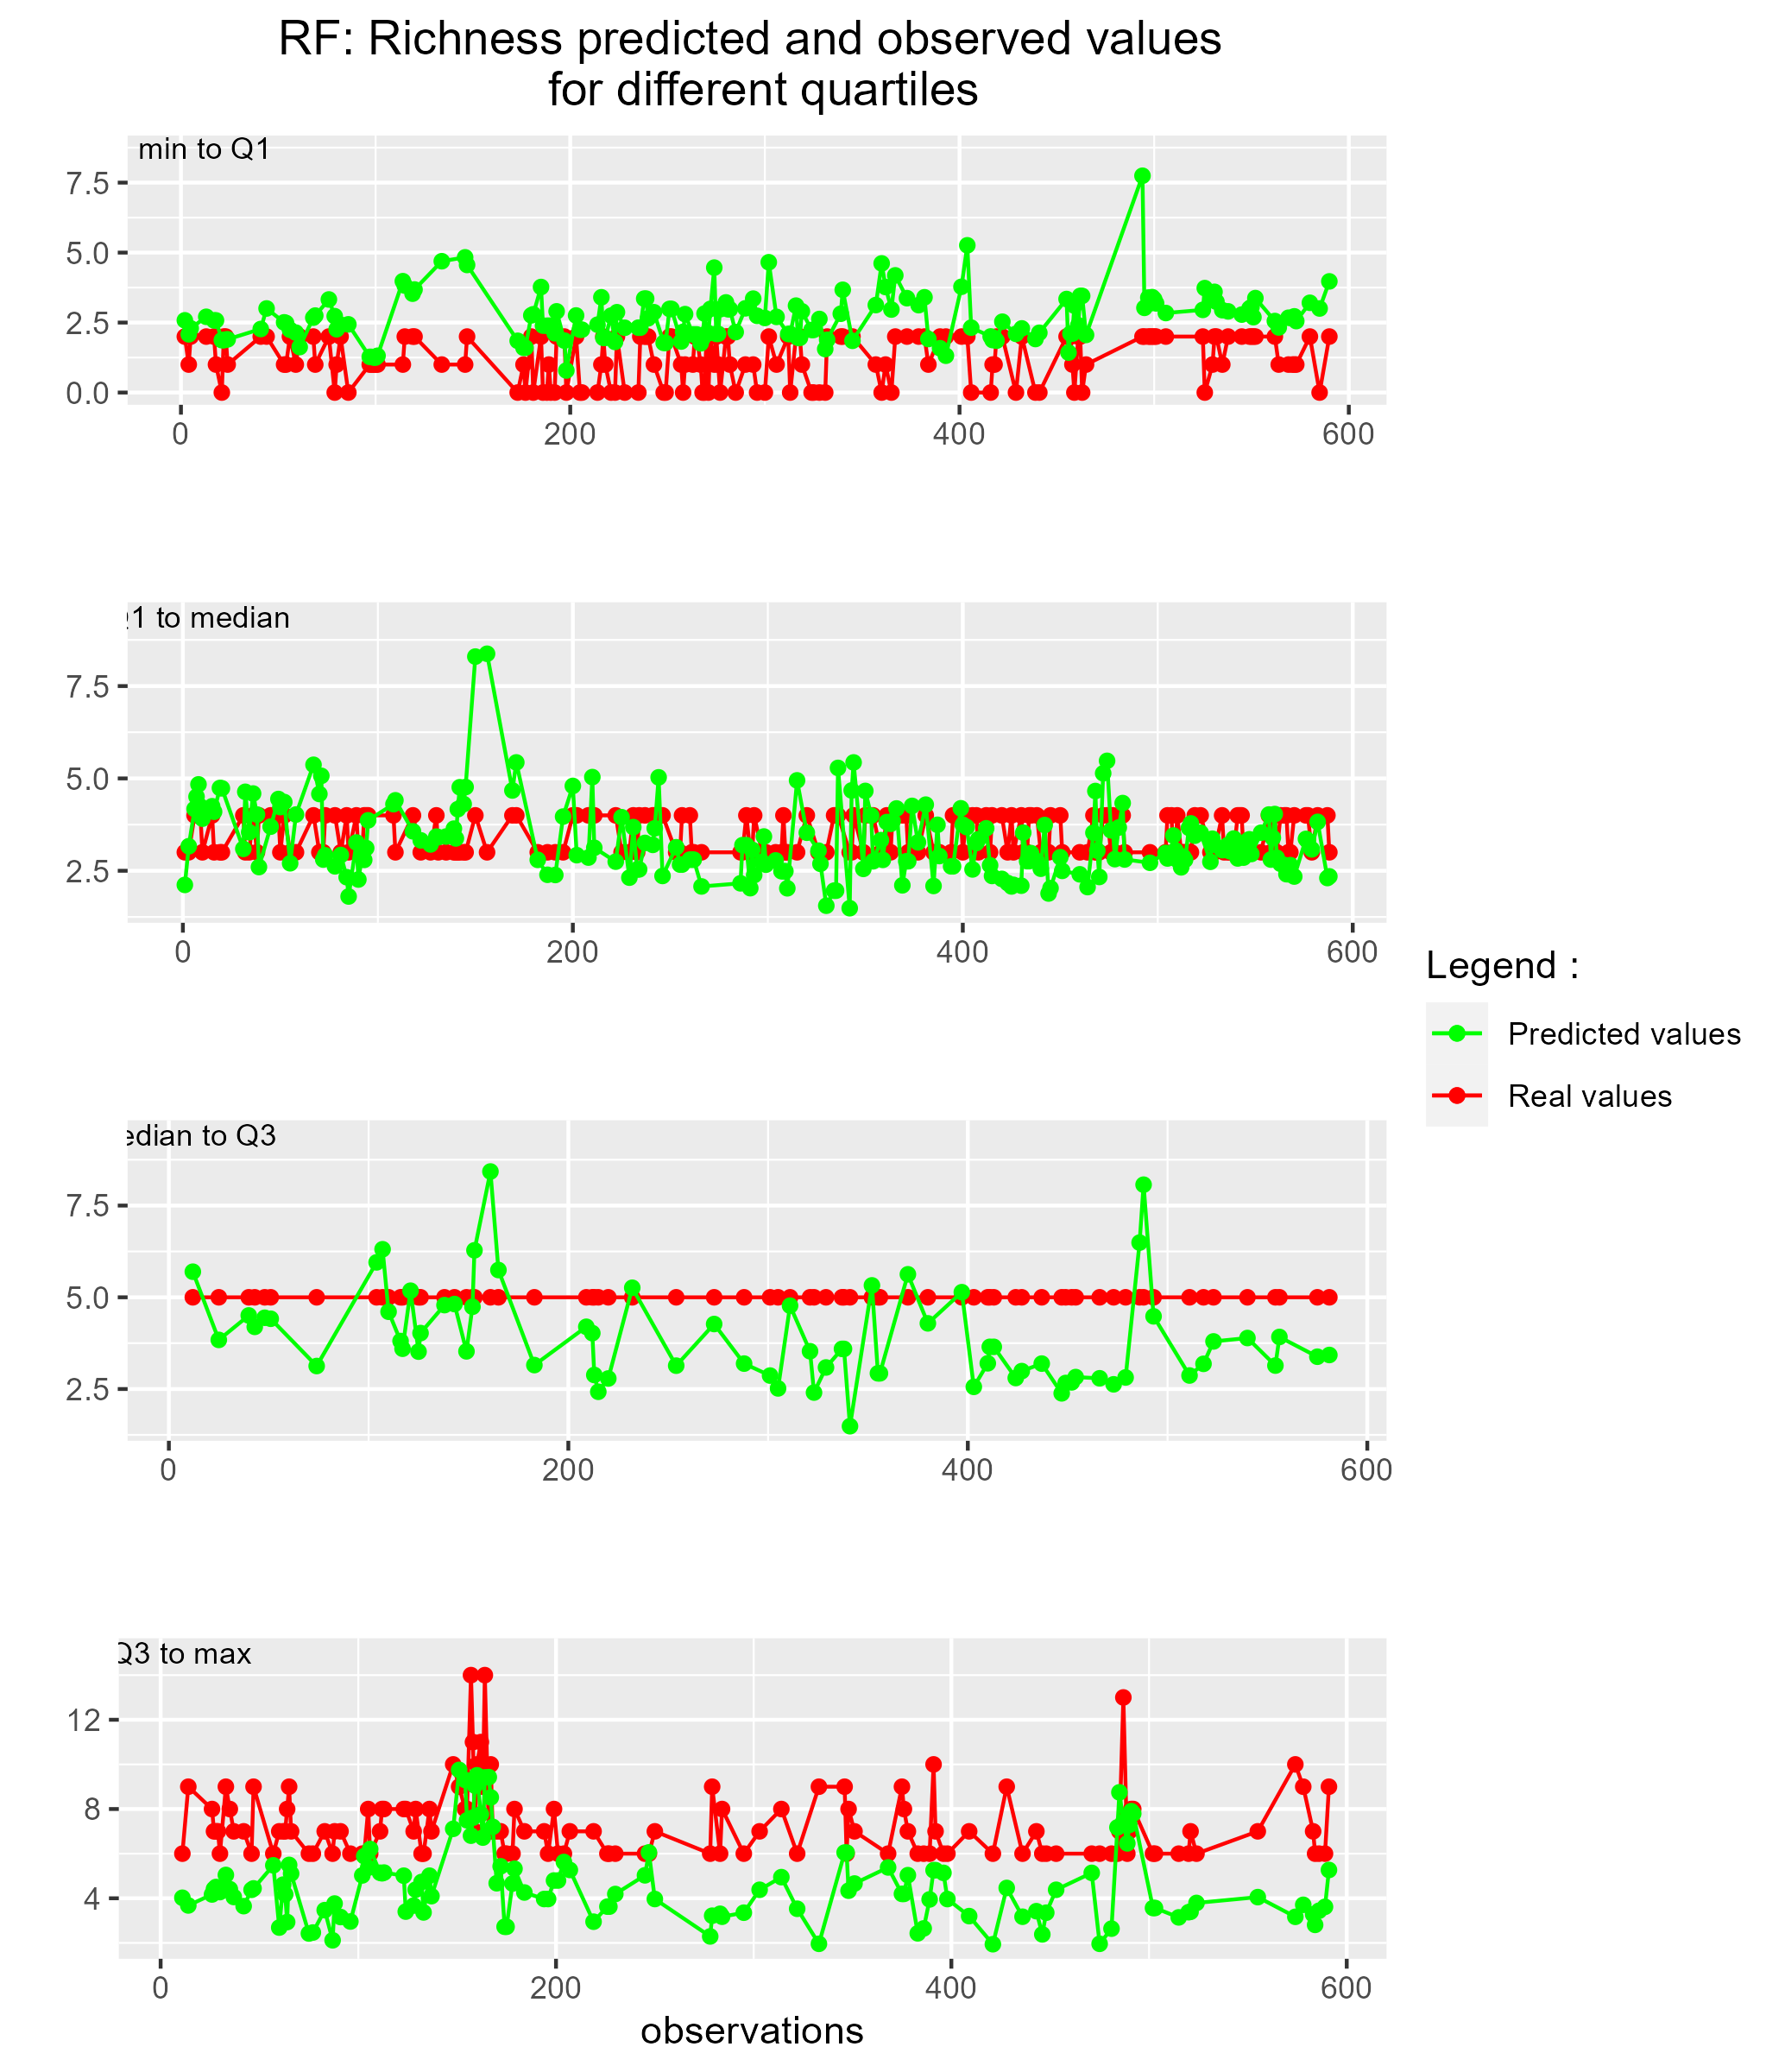 RF: Richness predicted and observed values
for different quartiles
min to Q1
7.5
5.0
2.5
0.0
0 200 400 600
1 to median
7.5
5.0
2.5
0 200 400 600
Legend :
Predicted values
Real values
edian to Q3
7.5
5.0
2.5
0 200 400 600
Q3 to max
12
8
4
0 200 400 600
observations